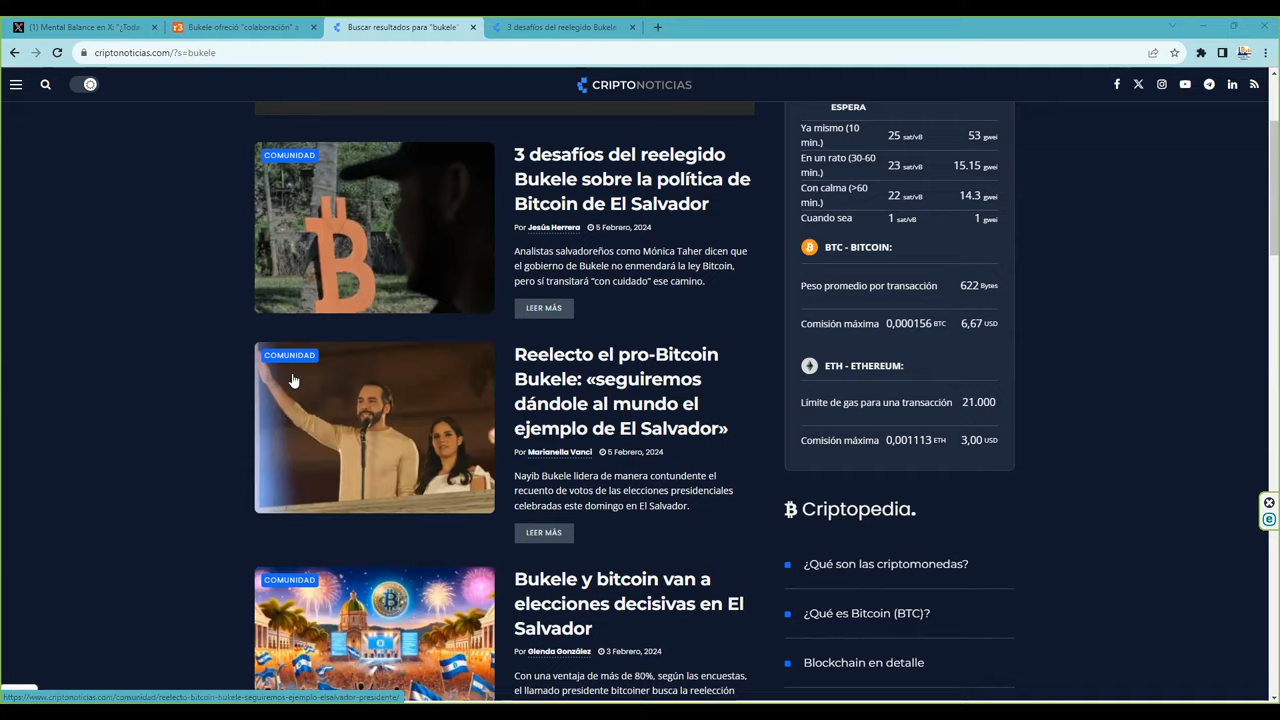 (1) Mental Balance en X: "¿Toda
Bukele ofreció "colaboración" a
Buscar resultados para "bukele"
3 desafíos del reelegido Bukele
criptonoticias.com/?s=bukele
CRIPTONOTICIAS
COMUNIDAD
3 desafíos del reelegido
Bukele sobre la política de
Bitcoin de El Salvador
Por Jesús Herrera 5 Febrero, 2024
Analistas salvadoreños como Mónica Taher dicen que
el gobierno de Bukele no enmendará la ley Bitcoin,
pero sí transitará “con cuidado” ese camino.
LEER MÁS
COMUNIDAD
Reelecto el pro-Bitcoin
Bukele: «seguiremos
dándole al mundo el
ejemplo de El Salvador»
Por Marianella Vanci 5 Febrero, 2024
Nayib Bukele lidera de manera contundente el
recuento de votos de las elecciones presidenciales
celebradas este domingo en El Salvador.
LEER MÁS
COMUNIDAD
Bukele y bitcoin van a
elecciones decisivas en El
Salvador
Por Glenda González 3 Febrero, 2024
Con una ventaja de más de 80%, según las encuestas,
el llamado presidente bitcoiner busca la reelección
ESPERA
Ya mismo (10
min.) 25 sat/vB 53 gwei
En un rato (30-60
min.) 23 sat/vB 15.15 gwei
Con calma (>60
min.) 22 sat/vB 14.3 gwei
Cuando sea 1 sat/vB 1 gwei
BTC - BITCOIN:
Peso promedio por transacción 622 Bytes
Comisión máxima 0,000156 BTC 6,67 USD
ETH - ETHEREUM:
Límite de gas para una transacción 21.000
Comisión máxima 0,001113 ETH 3,00 USD
Criptopedia.
¿Qué son las criptomonedas?
¿Qué es Bitcoin (BTC)?
Blockchain en detalle
https://www.criptonoticias.com/comunidad/reelecto-bitcoin-bukele-seguiremos-ejemplo-elsalvador-presidente/